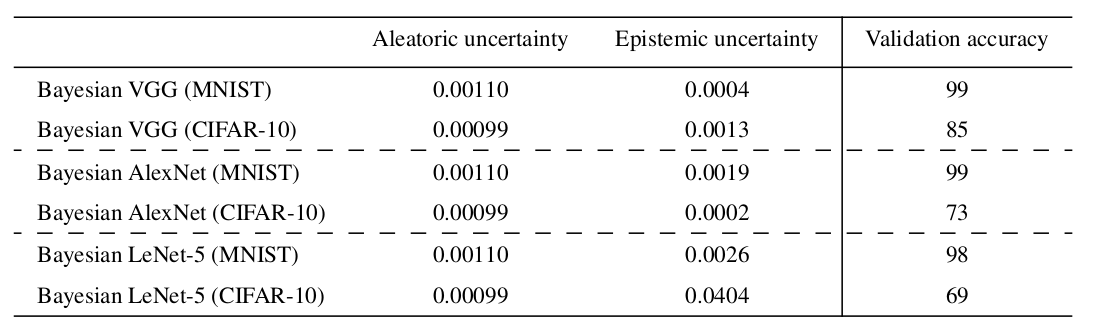 Aleatoric uncertainty Epistemic uncertainty Validation accuracy
Bayesian VGG (MNIST) 0.00110 0.0004 99
Bayesian VGG (CIFAR-10) 0.00099 0.0013 85
Bayesian AlexNet (MNIST) 0.00110 0.0019 99
Bayesian AlexNet (CIFAR-10) 0.00099 0.0002 73
Bayesian LeNet-5 (MNIST) 0.00110 0.0026 98
Bayesian LeNet-5 (CIFAR-10) 0.00099 0.0404 69